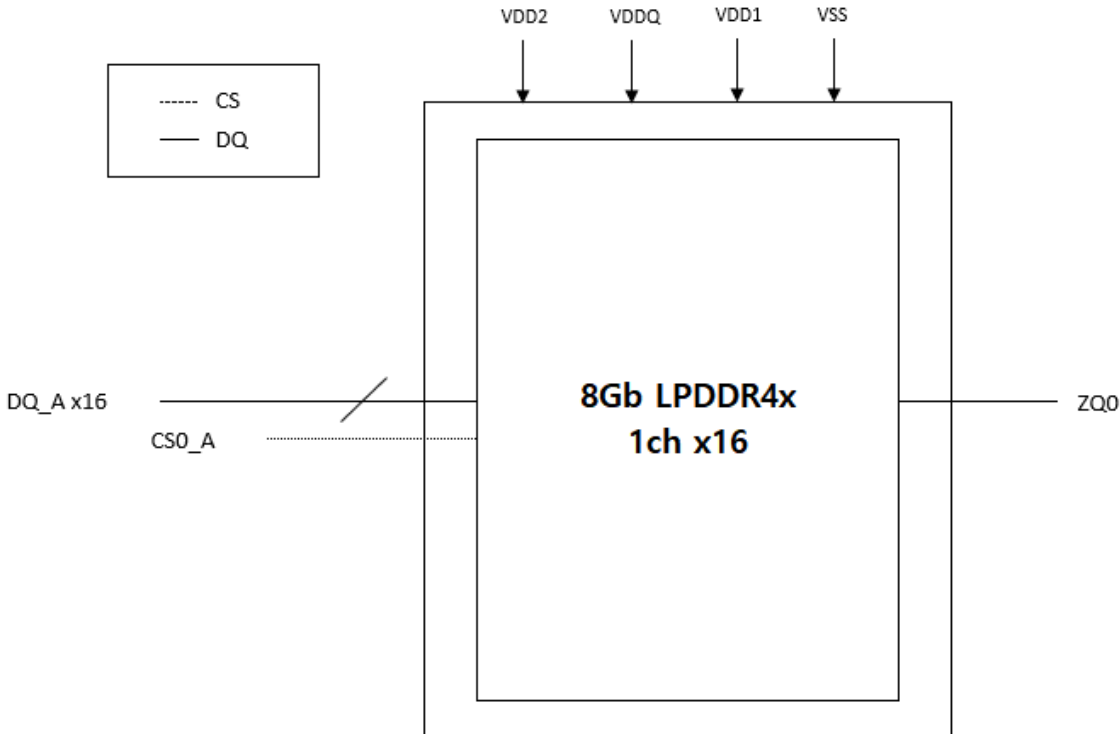 VDD2 VDDQ VDD1 VSS
CS
DQ
8Gb LPDDR4x
DQ_A x16 ZQ0
CS0_A 1ch x16